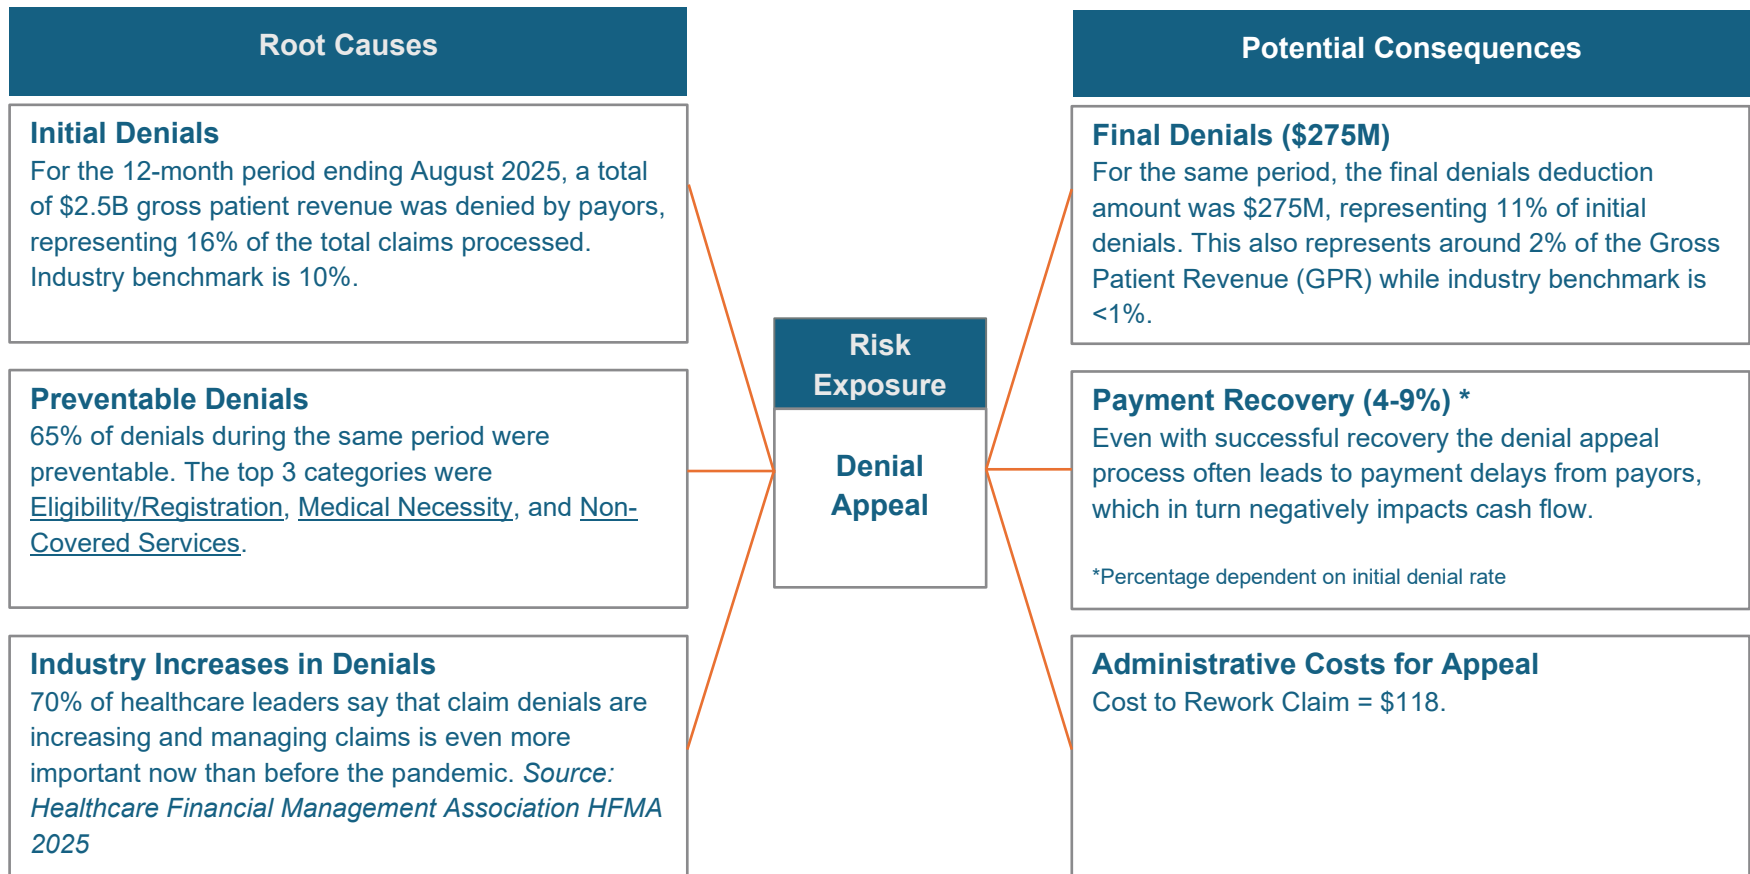 Root Causes
Initial Denials
For the 12-month period ending August 2025, a total
of $2.5B gross patient revenue was denied by payors,
representing 16% of the total claims processed.
Industry benchmark is 10%.
Preventable Denials
65% of denials during the same period were
preventable. The top 3 categories were
Eligibility/Registration, Medical Necessity, and Non-
Covered Services.
Industry Increases in Denials
70% of healthcare leaders say that claim denials are
increasing and managing claims is even more
important now than before the pandemic. Source:
Healthcare Financial Management Association HFMA
2025
Risk
Exposure
Denial
Appeal
Potential Consequences
Final Denials ($275M)
For the same period, the final denials deduction
amount was $275M, representing 11% of initial
denials. This also represents around 2% of the Gross
Patient Revenue (GPR) while industry benchmark is
<1%.
Payment Recovery (4-9%) *
Even with successful recovery the denial appeal
process often leads to payment delays from payors,
which in turn negatively impacts cash flow.
*Percentage dependent on initial denial rate
Administrative Costs for Appeal
Cost to Rework Claim = $118.